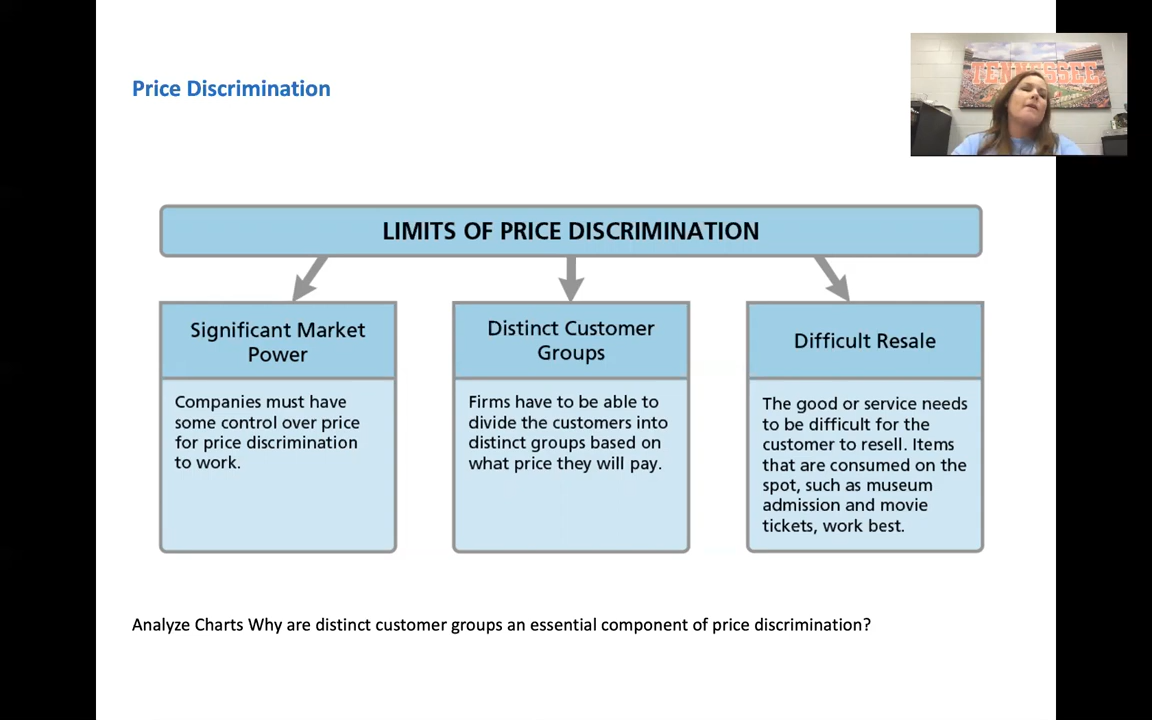 Price Discrimination
TENNESSEE
LIMITS OF PRICE DISCRIMINATION
Significant Market
Power
Companies must have
some control over price
for price discrimination
to work.
Distinct Customer
Groups
Firms have to be able to
divide the customers into
distinct groups based on
what price they will pay.
Difficult Resale
The good or service needs
to be difficult for the
customer to resell. Items
that are consumed on the
spot, such as museum
admission and movie
tickets, work best.
Analyze Charts Why are distinct customer groups an essential component of price discrimination?